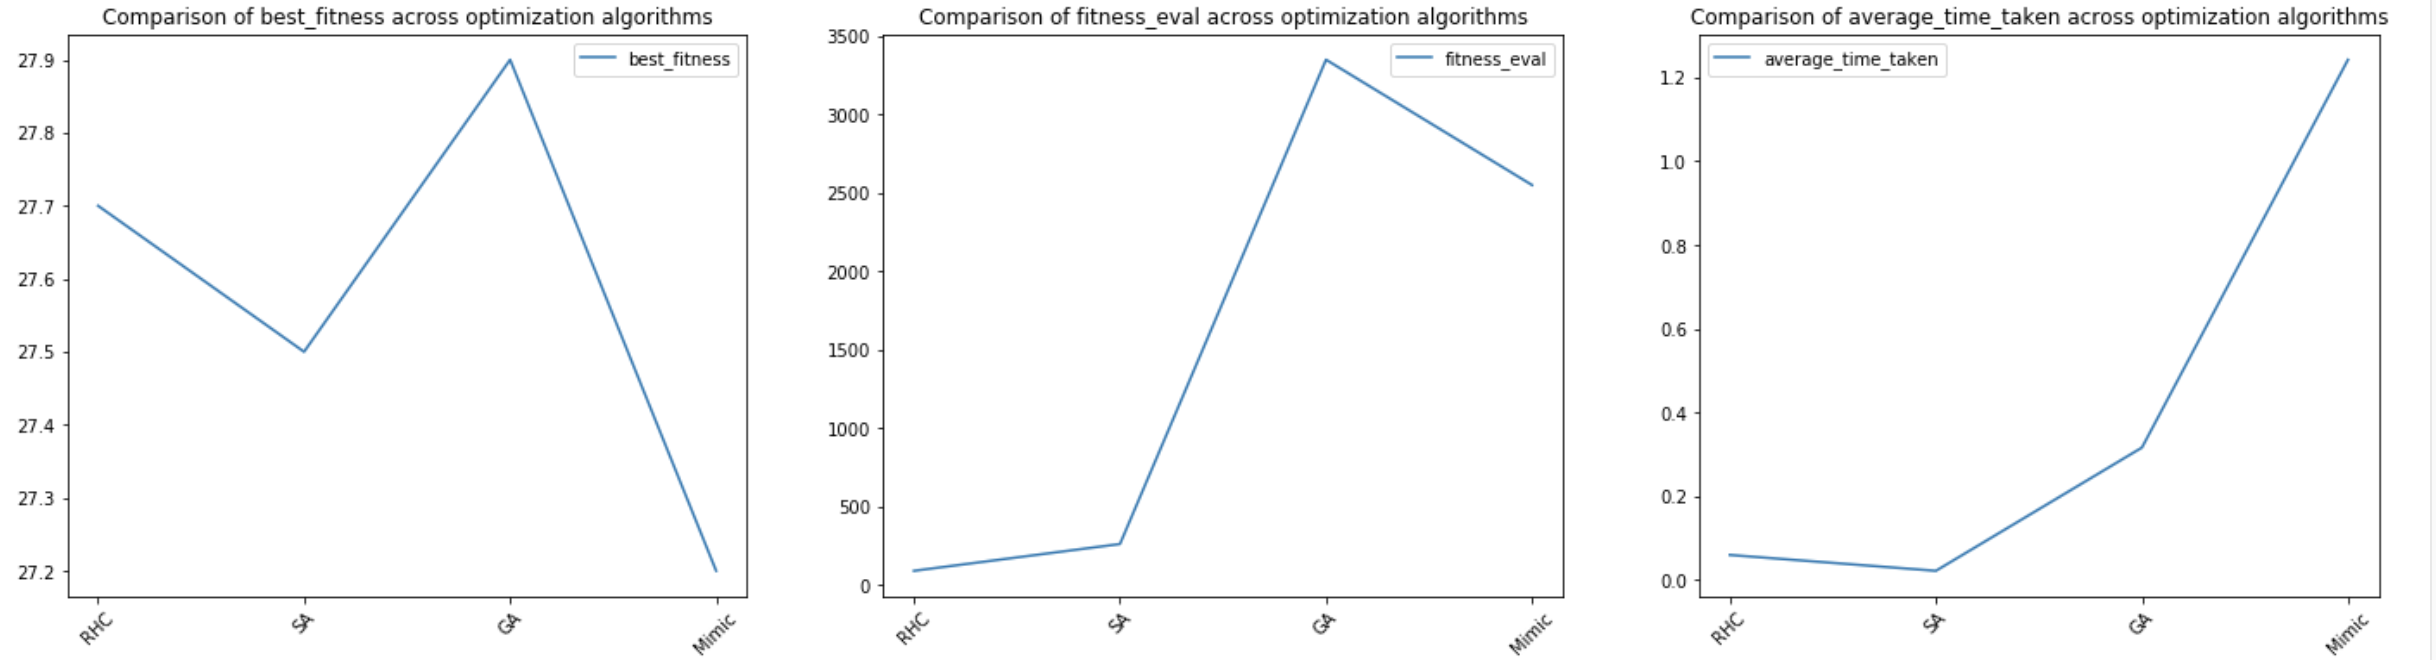 Comparison of best_fitness across optimization algorithms
best_fitness
27.9
27.8
27.7
27.6
27.5
27.4
27.3
27.2
RHC
SA
GA
Mimic
Comparison of fitness_eval across optimization algorithms
fitness_eval
3500
3000
2500
2000
1500
1000
500
0
RHC
SA
GA
Mimic
Comparison of average_time_taken across optimization algorithms
average_time_taken
1.2
1.0
0.8
0.6
0.4
0.2
0.0
RHC
SA
GA
Mimic